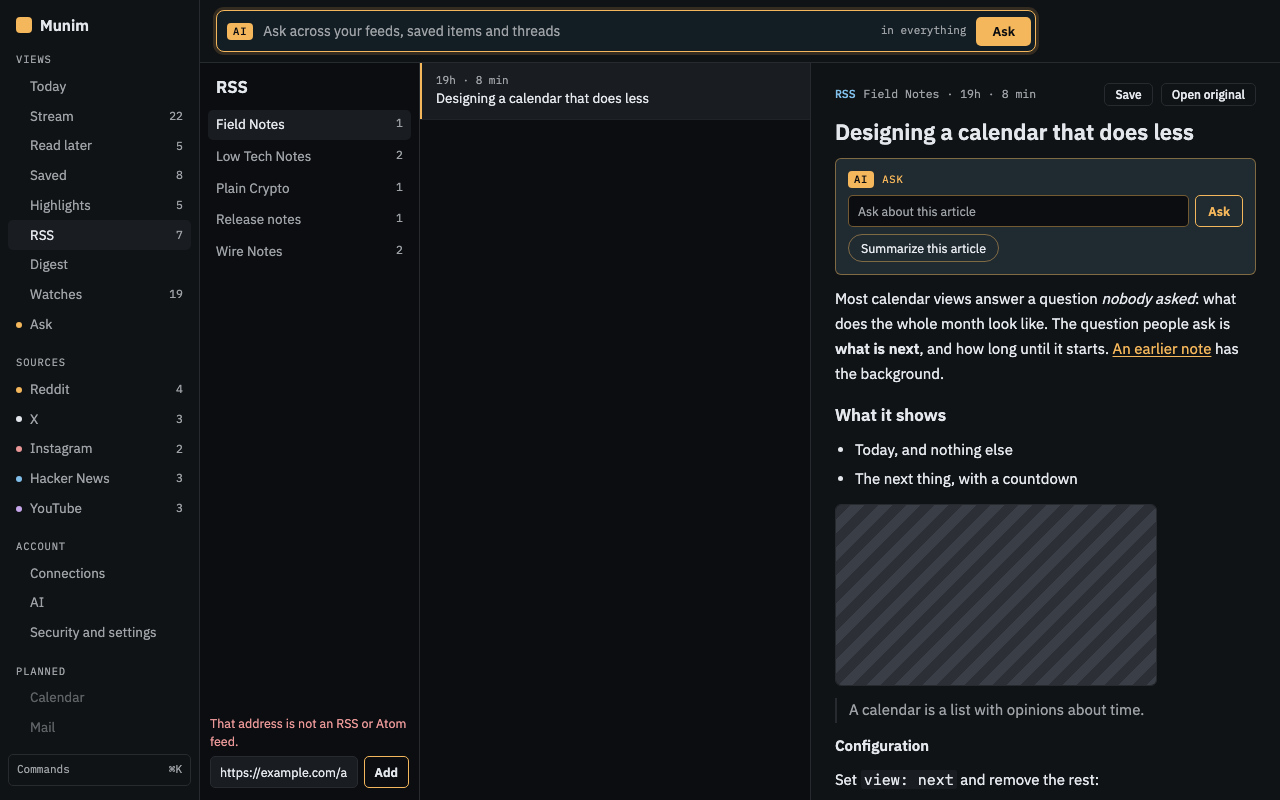 Munim
VIEWS
Today
Stream 22
Read later 5
Saved 8
Highlights 5
RSS 7
Digest
Watches 19
Ask
SOURCES
Reddit 4
X 3
Instagram 2
Hacker News 3
YouTube 3
ACCOUNT
Connections
AI
Security and settings
PLANNED
Calendar
Mail
Commands ⌘K
AI Ask across your feeds, saved items and threads in everything Ask
RSS
Field Notes 1
Low Tech Notes 2
Plain Crypto 1
Release notes 1
Wire Notes 2
That address is not an RSS or Atom
feed.
https://example.com/a Add
19h · 8 min
Designing a calendar that does less
RSS Field Notes · 19h · 8 min Save Open original
Designing a calendar that does less
AI ASK
Ask about this article Ask
Summarize this article
Most calendar views answer a question nobody asked: what
does the whole month look like. The question people ask is
what is next, and how long until it starts. An earlier note has
the background.
What it shows
• Today, and nothing else
• The next thing, with a countdown
A calendar is a list with opinions about time.
Configuration
Set view: next and remove the rest: